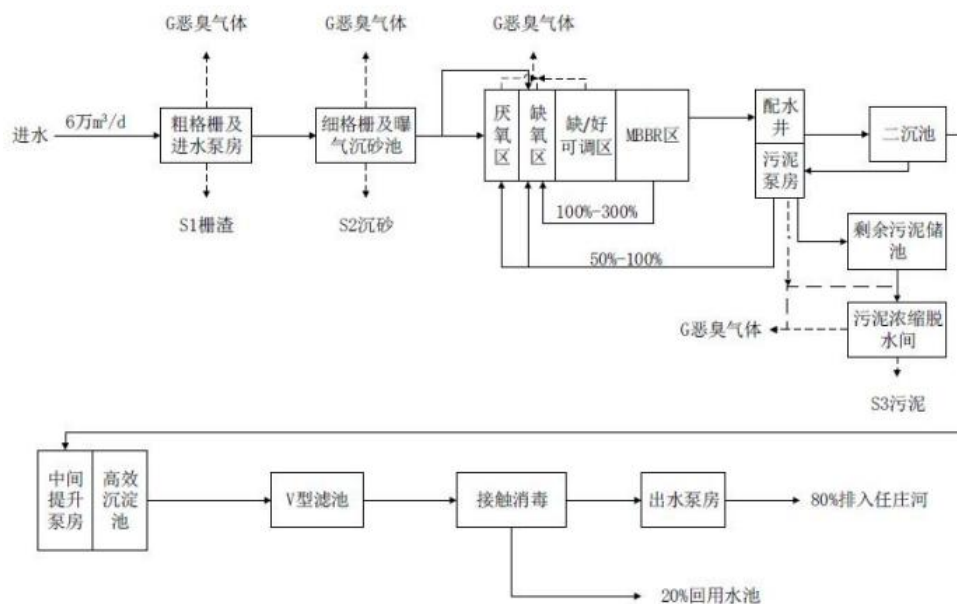 G恶臭气体
G恶臭气体
G恶臭气体
进水
6万m³/d
粗格栅及
进水泵房
细格栅及曝
气沉砂池
厌
氧
区
缺
氧
区
缺/好
可调区
MBBR区
配水
井
污泥
泵房
二沉池
S1栅渣
S2沉砂
100%-300%
50%-100%
剩余污泥储
池
G恶臭气体
污泥浓缩脱
水间
S3污泥
中间
提升
泵房
高效
沉淀
池
V型滤池
接触消毒
出水泵房
80%排入任庄河
20%回用水池